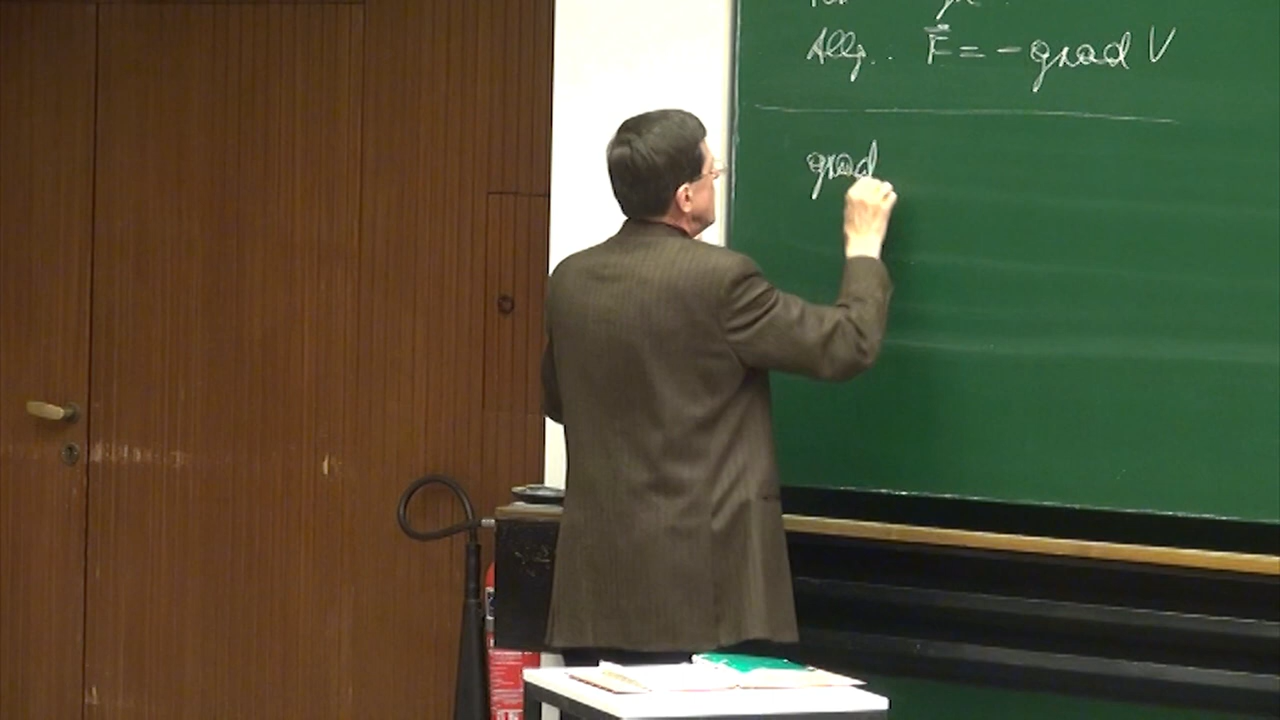 Allg.: F̄ = - grad V
grad